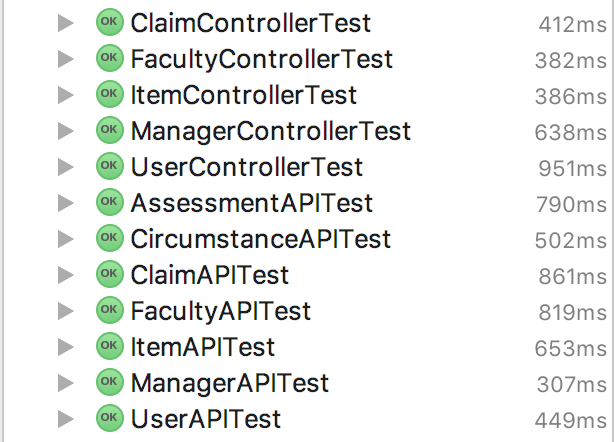 OK ClaimControllerTest 412ms
OK FacultyControllerTest 382ms
OK ItemControllerTest 386ms
OK ManagerControllerTest 638ms
OK UserControllerTest 951ms
OK AssessmentAPITest 790ms
OK CircumstanceAPITest 502ms
OK ClaimAPITest 861ms
OK FacultyAPITest 819ms
OK ItemAPITest 653ms
OK ManagerAPITest 307ms
OK UserAPITest 449ms